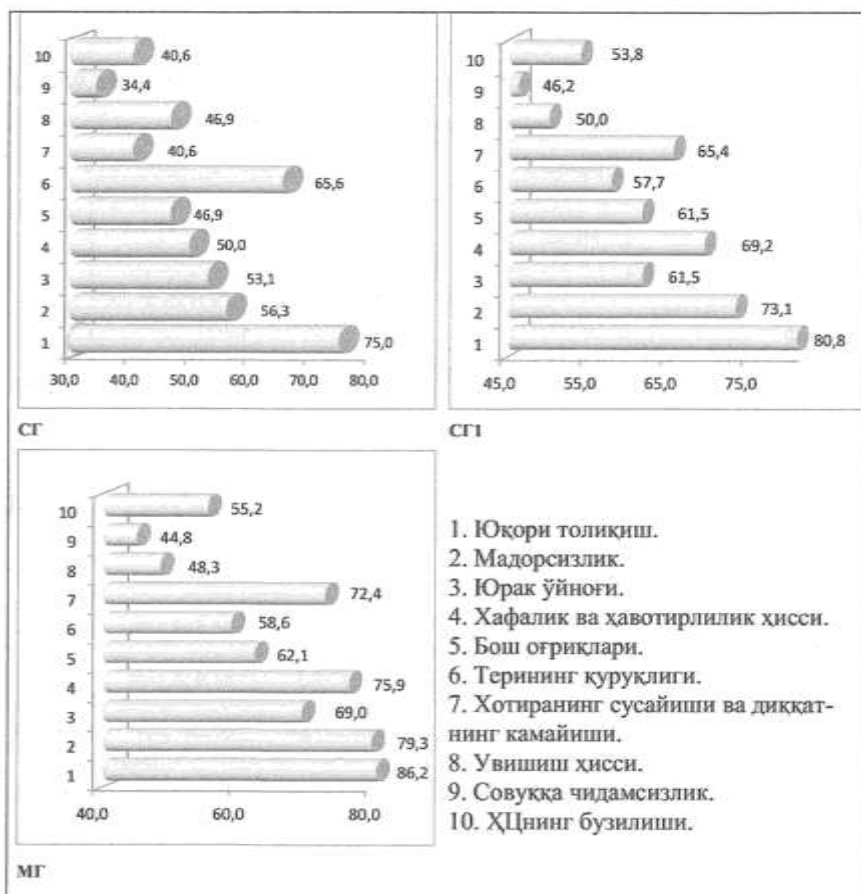 10 40,6
9 34,4
8 46,9
7 40,6
6 65,6
5 46,9
4 50,0
3 53,1
2 56,3
1 75,0
30,0 40,0 50,0 60,0 70,0 80,0
СГ
10 53,8
9 46,2
8 50,0
7 65,4
6 57,7
5 61,5
4 69,2
3 61,5
2 73,1
1 80,8
45,0 55,0 65,0 75,0
СГ1
10 55,2
9 44,8
8 48,3
7 72,4
6 58,6
5 62,1
4 75,9
3 69,0
2 79,3
1 86,2
40,0 60,0 80,0
МГ
1. Юқори толиқиш.
2. Мадорсизлик.
3. Юрак ўйноғи.
4. Хафалик ва ҳавотирлилик ҳисси.
5. Бош оғриқлари.
6. Терининг қуруқлиги.
7. Хотиранинг сусайиши ва диққат-
нинг камайиши.
8. Увишиш ҳисси.
9. Совуққа чидамсизлик.
10. ҲЦнинг бузилиши.